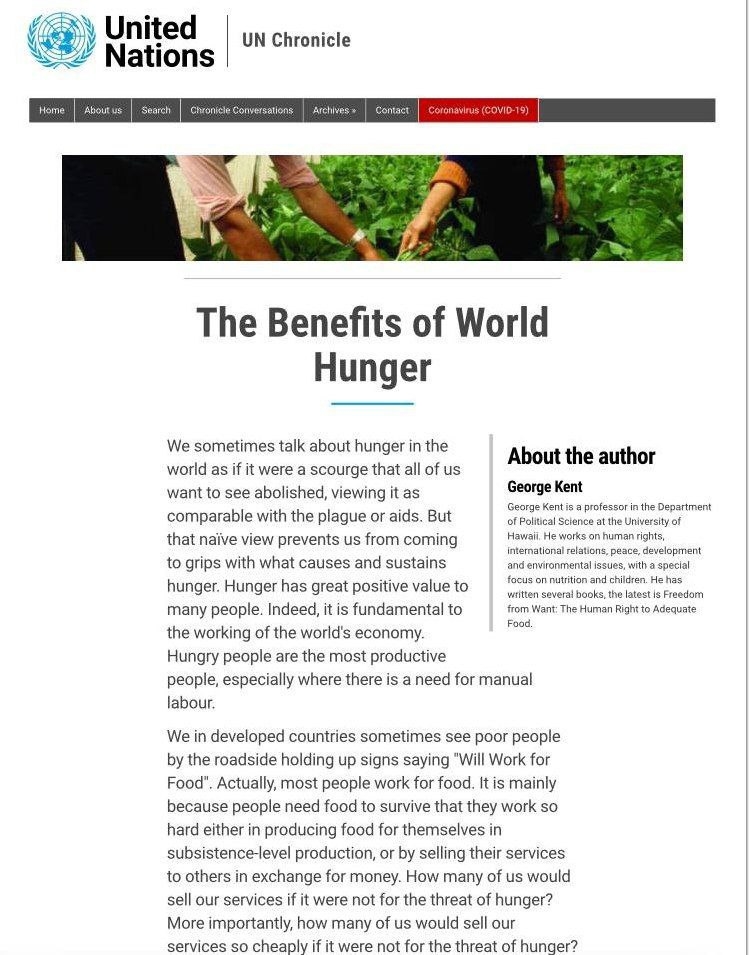 United
Nations
UN Chronicle
Home
About us
Search
Chronicle Conversations
Archives »
Contact
Coronavirus (COVID-19)
The Benefits of World
Hunger
We sometimes talk about hunger in the
world as if it were a scourge that all of us
want to see abolished, viewing it as
comparable with the plague or aids. But
that naïve view prevents us from coming
to grips with what causes and sustains
hunger. Hunger has great positive value to
many people. Indeed, it is fundamental to
the working of the world's economy.
Hungry people are the most productive
people, especially where there is a need for manual
labour.
We in developed countries sometimes see poor people
by the roadside holding up signs saying "Will Work for
Food". Actually, most people work for food. It is mainly
because people need food to survive that they work so
hard either in producing food for themselves in
subsistence-level production, or by selling their services
to others in exchange for money. How many of us would
sell our services if it were not for the threat of hunger?
More importantly, how many of us would sell our
services so cheaply if it were not for the threat of hunger?
About the author
George Kent
George Kent is a professor in the Department
of Political Science at the University of
Hawaii. He works on human rights,
international relations, peace, development
and environmental issues, with a special
focus on nutrition and children. He has
written several books, the latest is Freedom
from Want: The Human Right to Adequate
Food.